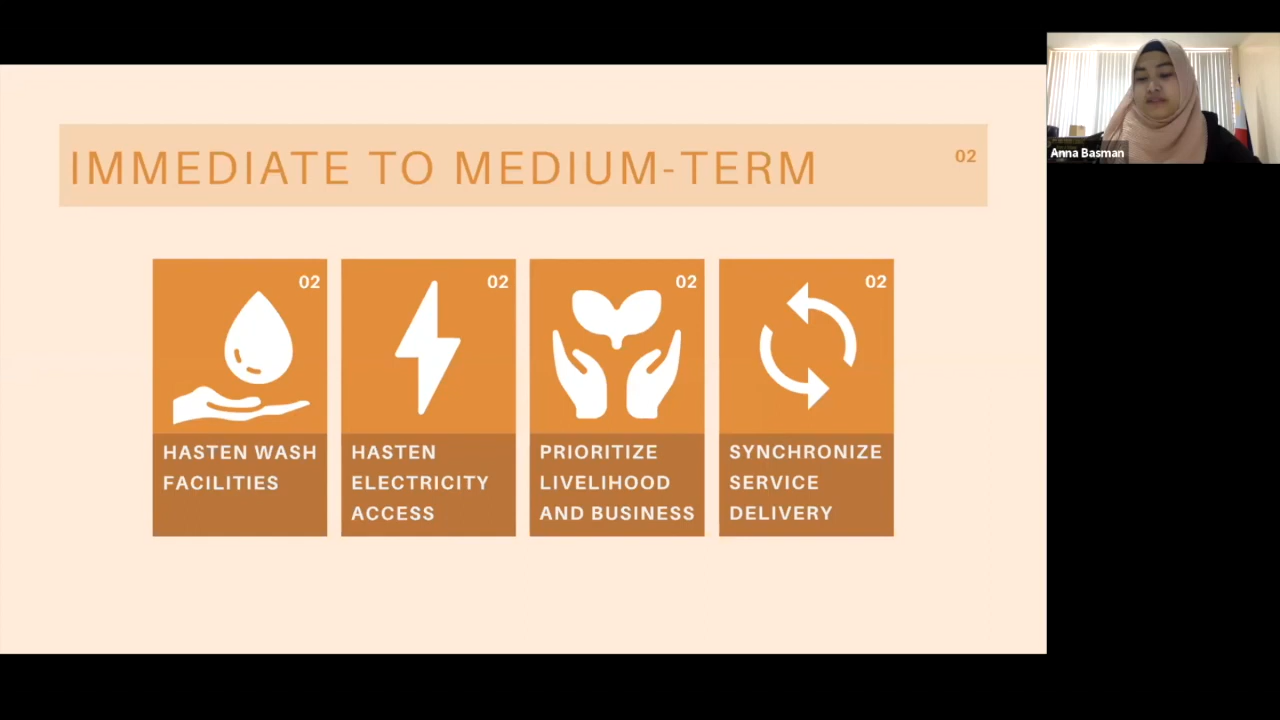 IMMEDIATE TO MEDIUM-TERM
02
02
HASTEN WASH
FACILITIES
02
HASTEN
ELECTRICITY
ACCESS
02
PRIORITIZE
LIVELIHOOD
AND BUSINESS
02
SYNCHRONIZE
SERVICE
DELIVERY
Anna Basman